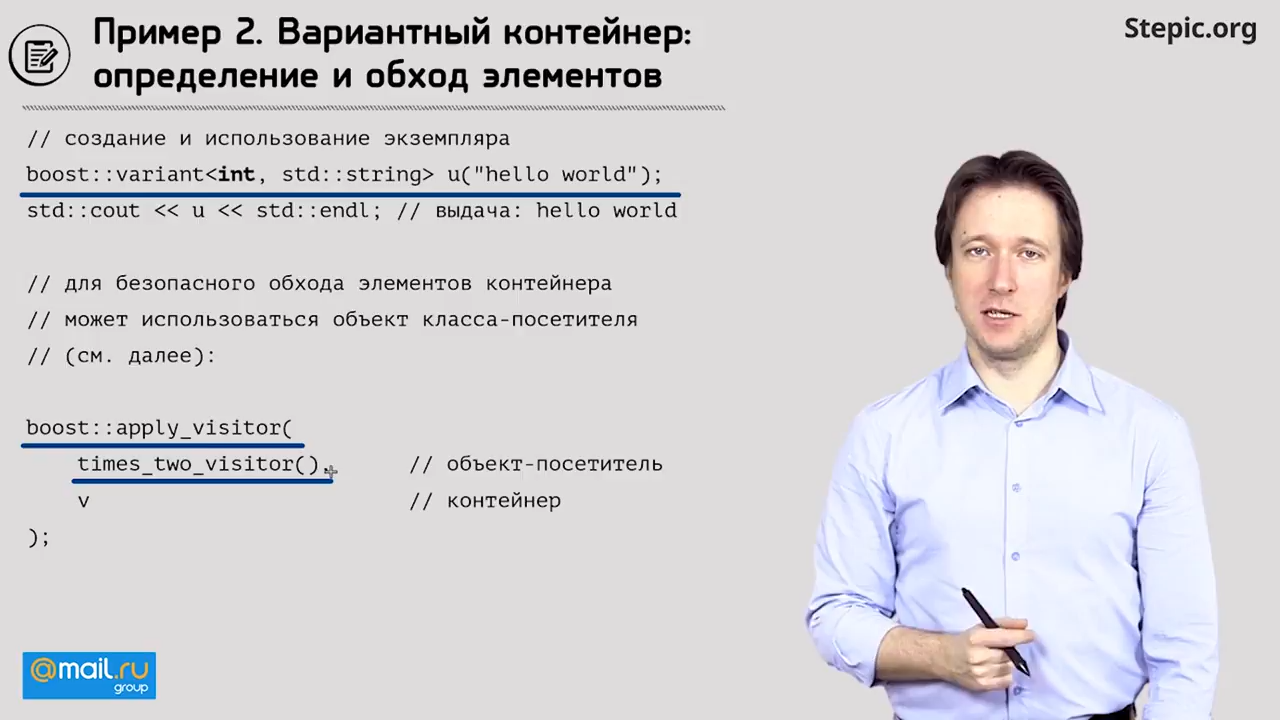 Пример 2. Вариантный контейнер:
определение и обход элементов
Stepic.org
// создание и использование экземпляра
boost::variant<int, std::string> u("hello world");
std::cout << u << std::endl; // выдача: hello world
// для безопасного обхода элементов контейнера
// может использоваться объект класса-посетителя
// (см. далее):
boost::apply_visitor(
times_two_visitor(), // объект-посетитель
v // контейнер
);
@mail.ru
group